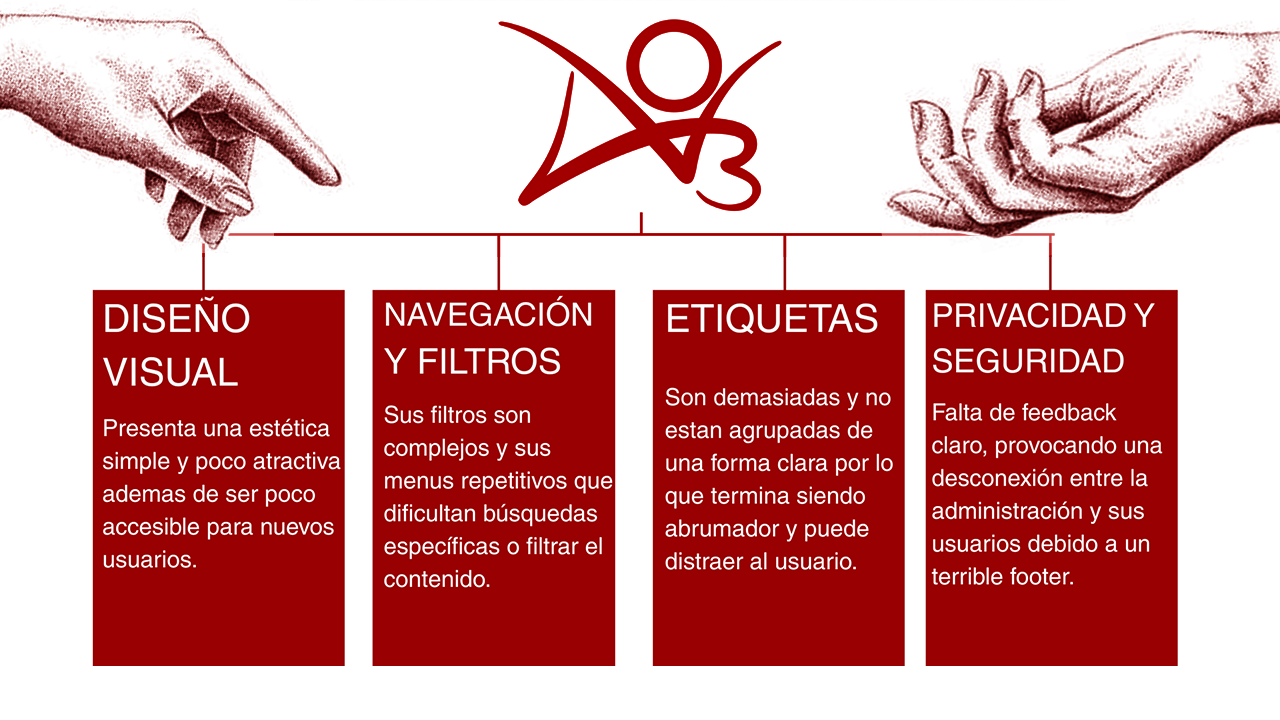 DISEÑO
VISUAL
Presenta una estética
simple y poco atractiva
ademas de ser poco
accesible para nuevos
usuarios.
NAVEGACIÓN
Y FILTROS
Sus filtros son
complejos y sus
menus repetitivos que
dificultan búsquedas
específicas o filtrar el
contenido.
ETIQUETAS
Son demasiadas y no
estan agrupadas de
una forma clara por lo
que termina siendo
abrumador y puede
distraer al usuario.
PRIVACIDAD Y
SEGURIDAD
Falta de feedback
claro, provocando una
desconexión entre la
administración y sus
usuarios debido a un
terrible footer.